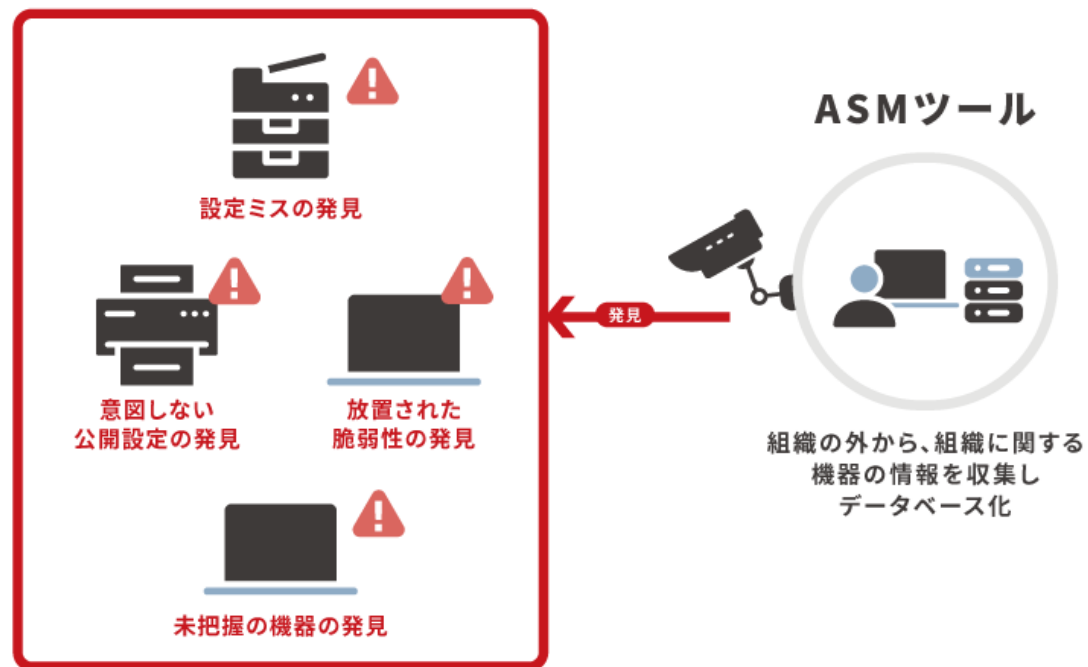 設定ミスの発見
意図しない
公開設定の発見
放置された
脆弱性の発見
未把握の機器の発見
発見
ASMツール
組織の外から、組織に関する
機器の情報を収集し
データベース化